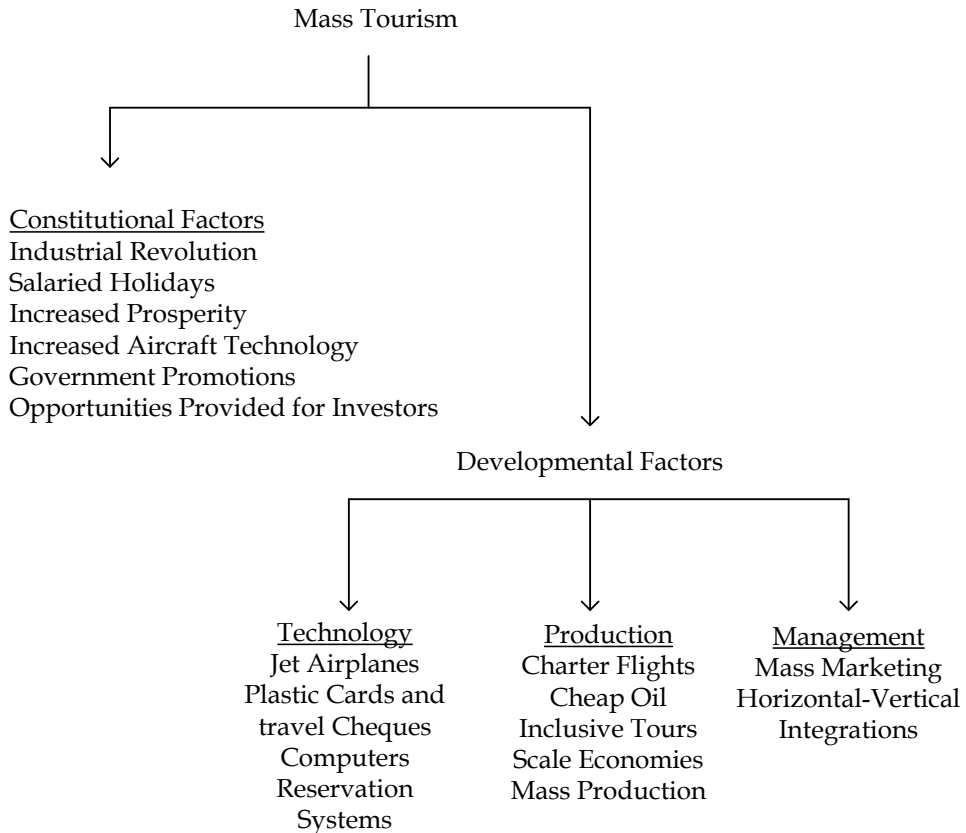 Mass Tourism
Constitutional Factors
Industrial Revolution
Salaried Holidays
Increased Prosperity
Increased Aircraft Technology
Government Promotions
Opportunities Provided for Investors
Developmental Factors
Technology
Jet Airplanes
Plastic Cards and
travel Cheques
Computers
Reservation
Systems
Production
Charter Flights
Cheap Oil
Inclusive Tours
Scale Economies
Mass Production
Management
Mass Marketing
Horizontal-Vertical
Integrations